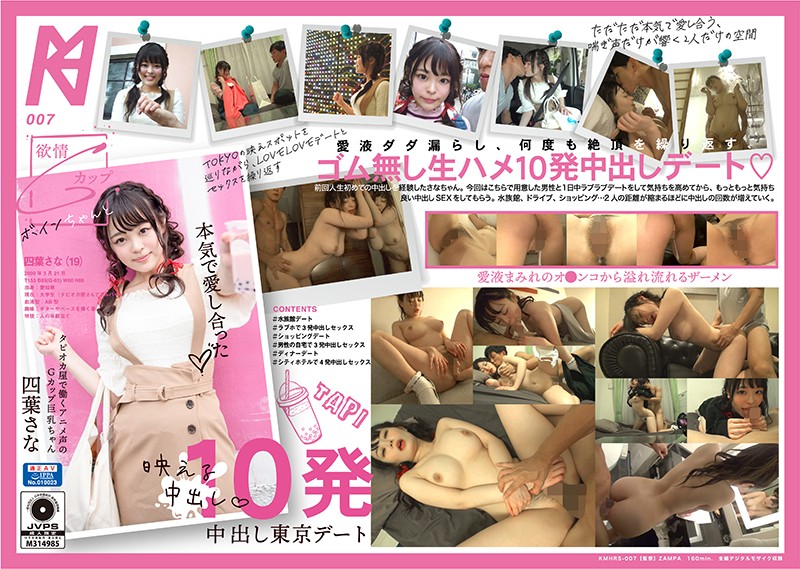 007
欲情
Gカップ
ボインちゃんと
四葉さな(19)
タピオカ屋で働くアニメ声の
Gカップ巨乳ちゃん
四葉さな
本気で愛し合った♡
映える
中出し♡
10発
中出し東京デート
適正AV
IPPA
No.010023
JVPS
M314985
TOKYOの映えスポットを
巡りながら、LOVELOVEデートと
セックスを繰り返す
ただただ本気で愛し合う、
喘ぎ声だけが響く2人だけの空間
愛液ダダ漏らし、何度も絶頂を繰り返す
ゴム無し生ハメ10発中出しデート♡
前回人生初めての中出しを経験したさなちゃん。今回はこちらで用意した男性と1日中ラブラブデートをして気持ちを高めてから、もっともっと気持ち
良い中出しSEXをしてもらう。水族館、ドライブ、ショッピング…2人の距離が縮まるほどに中出しの回数が増えていく。
愛液まみれのオ●ンコから溢れ流れるザーメン
CONTENTS
#水族館デート
#ラブホで3発中出しセックス
#ショッピングデート
#男性の自宅で3発中出しセックス
#ディナーデート
#シティホテルで4発中出しセックス
TAPI
KMHRS-007 [監督] ZAMPA 160min. 全編デジタルモザイク収録